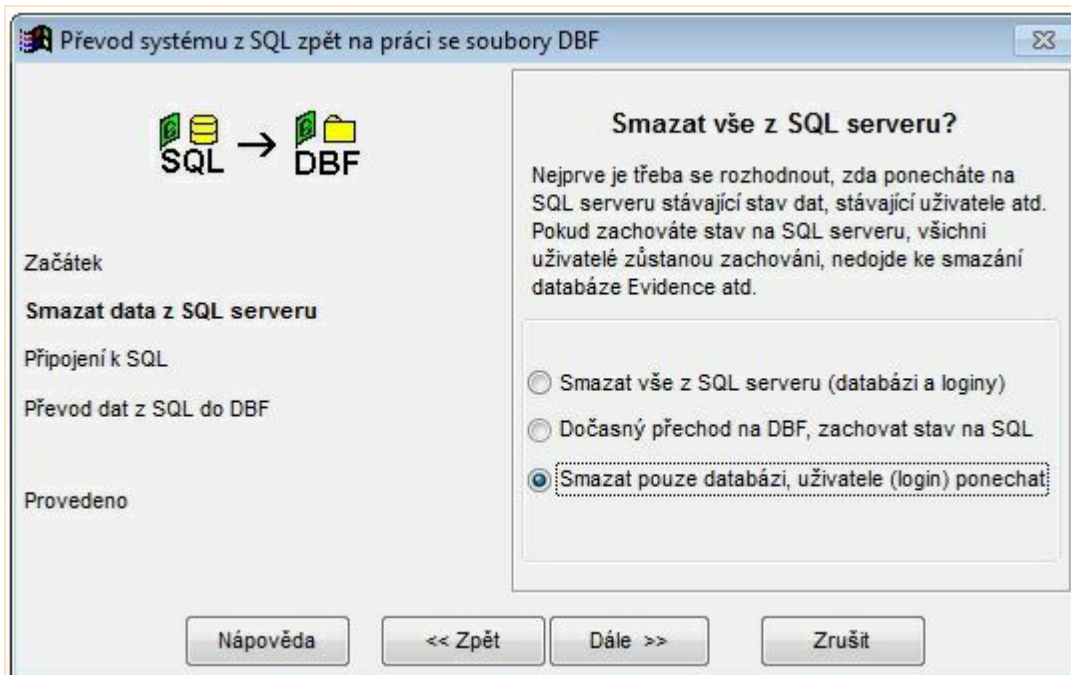 Převod systému z SQL zpět na práci se soubory DBF
SQL → DBF
Začátek
Smazat data z SQL serveru
Připojení k SQL
Převod dat z SQL do DBF
Provedeno
Smazat vše z SQL serveru?
Nejprve je třeba se rozhodnout, zda ponecháte na
SQL serveru stávající stav dat, stávající uživatele atd.
Pokud zachováte stav na SQL serveru, všichni
uživatelé zůstanou zachováni, nedojde ke smazání
databáze Evidence atd.
Smazat vše z SQL serveru (databázi a loginy)
Dočasný přechod na DBF, zachovat stav na SQL
Smazat pouze databázi, uživatele (login) ponechat
Nápověda
<< Zpět
Dále >>
Zrušit